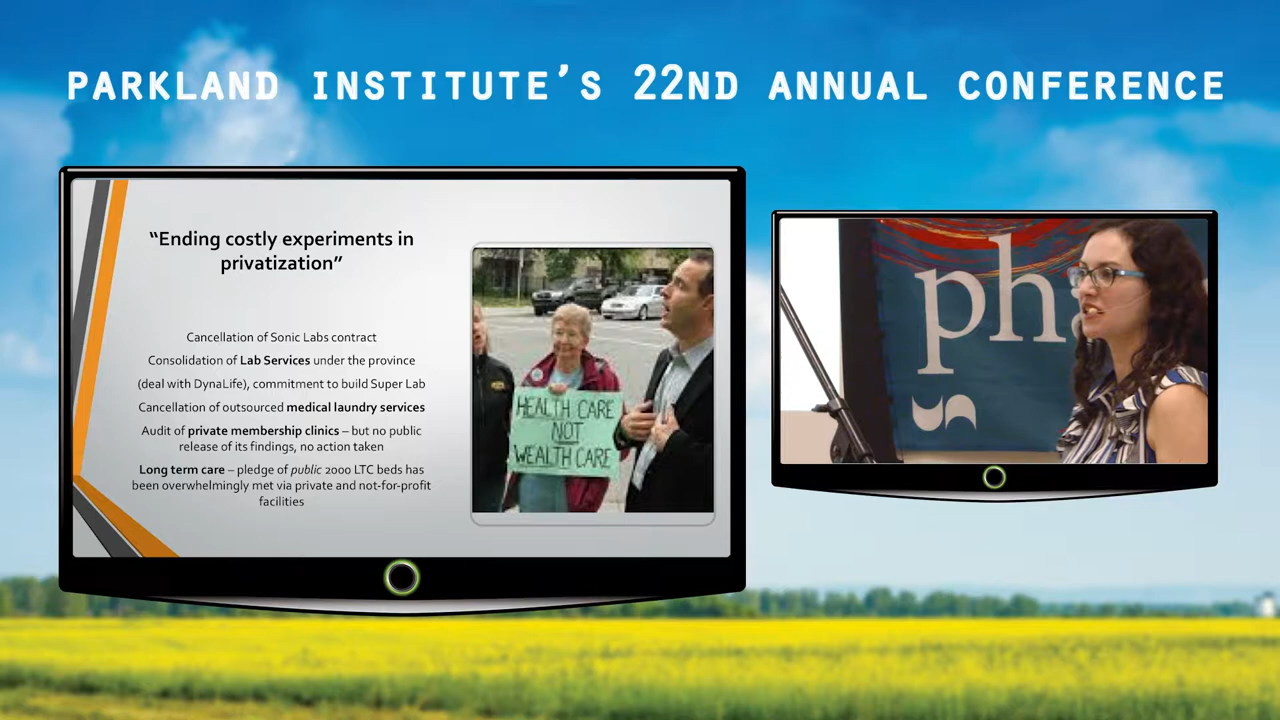 PARKLAND INSTITUTE'S 22ND ANNUAL CONFERENCE
“Ending costly experiments in
privatization”
Cancellation of Sonic Labs contract
Consolidation of Lab Services under the province
(deal with DynaLife), commitment to build Super Lab
Cancellation of outsourced medical laundry services
Audit of private membership clinics – but no public
release of its findings, no action taken
Long term care – pledge of public 2000 LTC beds has
been overwhelmingly met via private and not-for-profit
facilities
HEALTH CARE
NOT
WEALTH CARE
ph